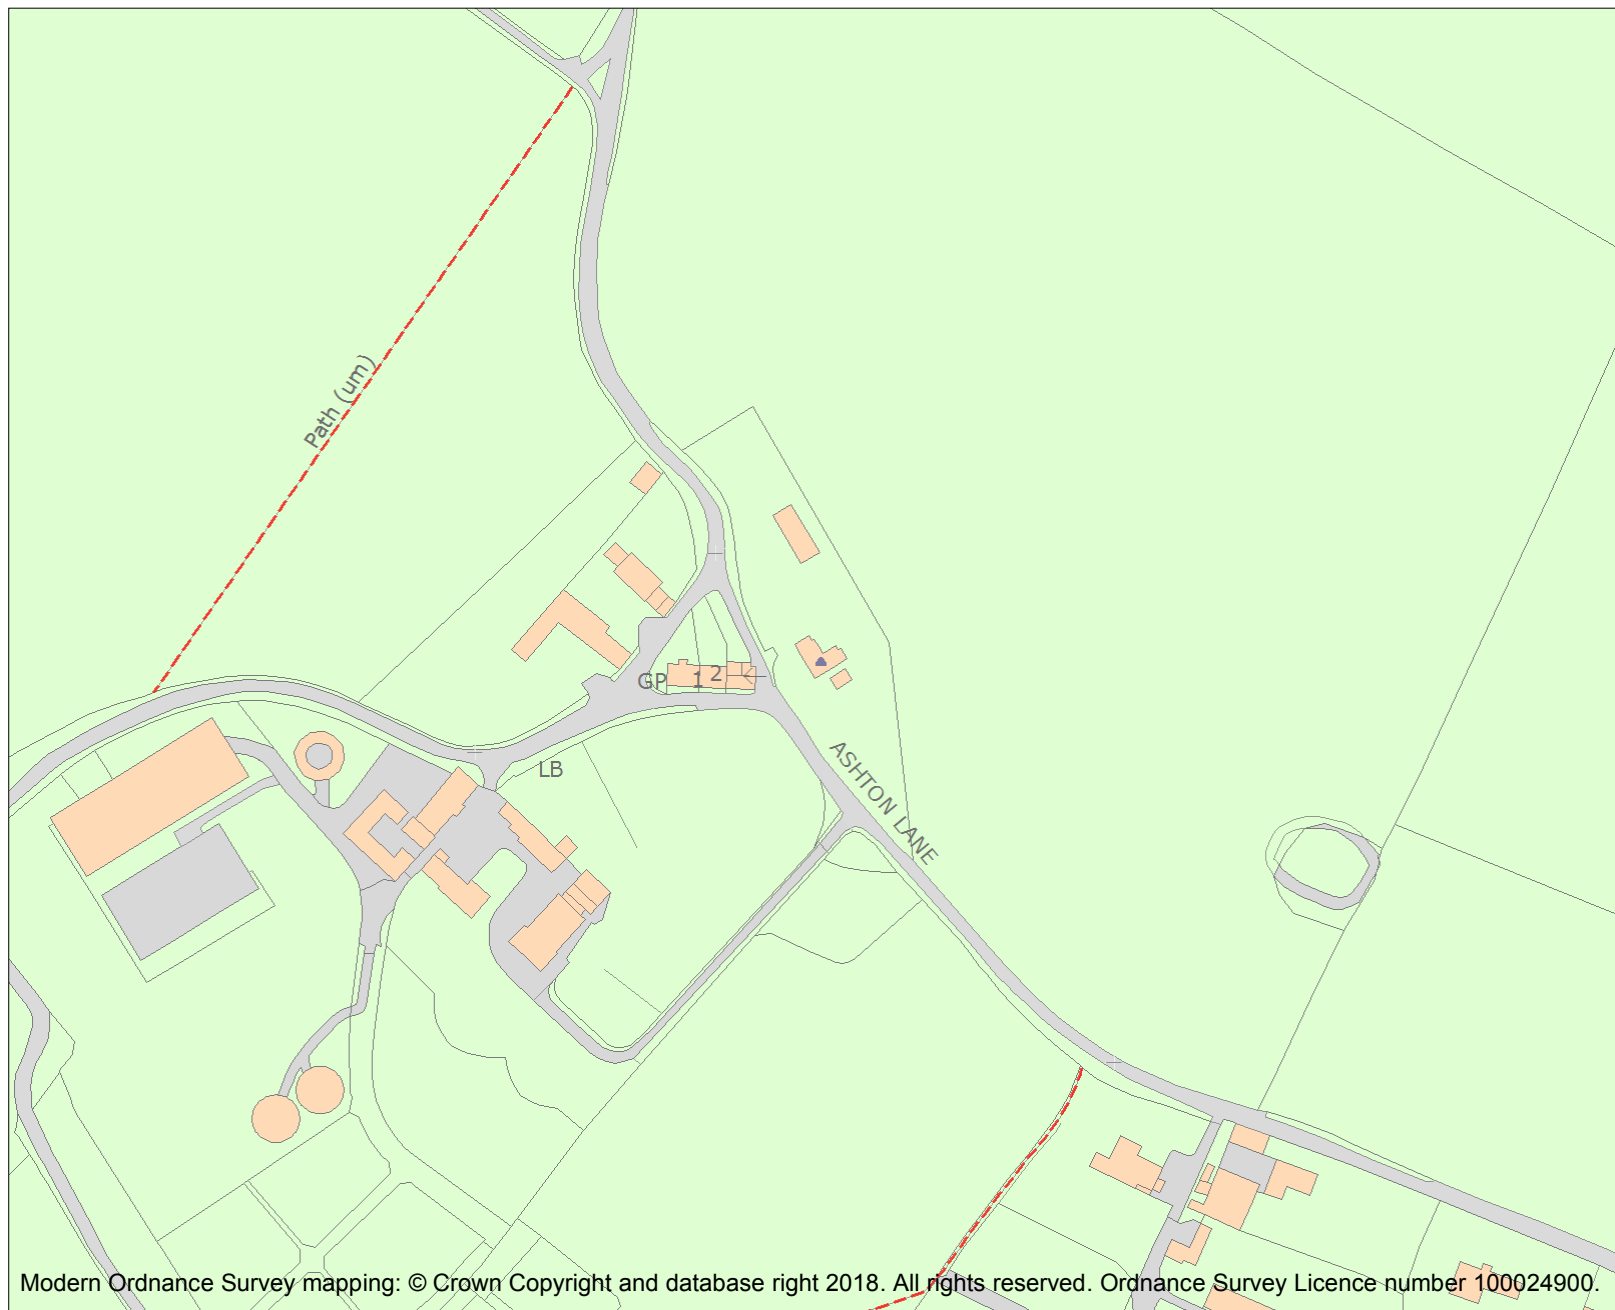 Path (um)
GP 1 2
LB
ASHTON LANE
Modern Ordnance Survey mapping: © Crown Copyright and database right 2018. All rights reserved. Ordnance Survey Licence number 100024900.